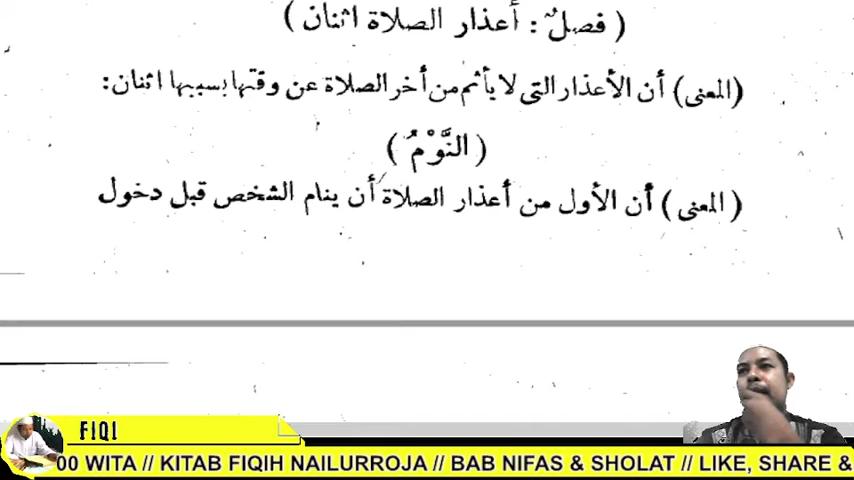 ( فصلٌ : أعذار الصلاة اثنان )
(المعنى) أن الأعذار التى لا يأثم من أخر الصلاة عن وقتها بسببها اثنان:
( النَّوْمُ )
(المعنى) أن الأول من أعذار الصلاة أن ينام الشخص قبل دخول
FIQI
00 WITA // KITAB FIQIH NAILURROJA // BAB NIFAS & SHOLAT // LIKE, SHARE &